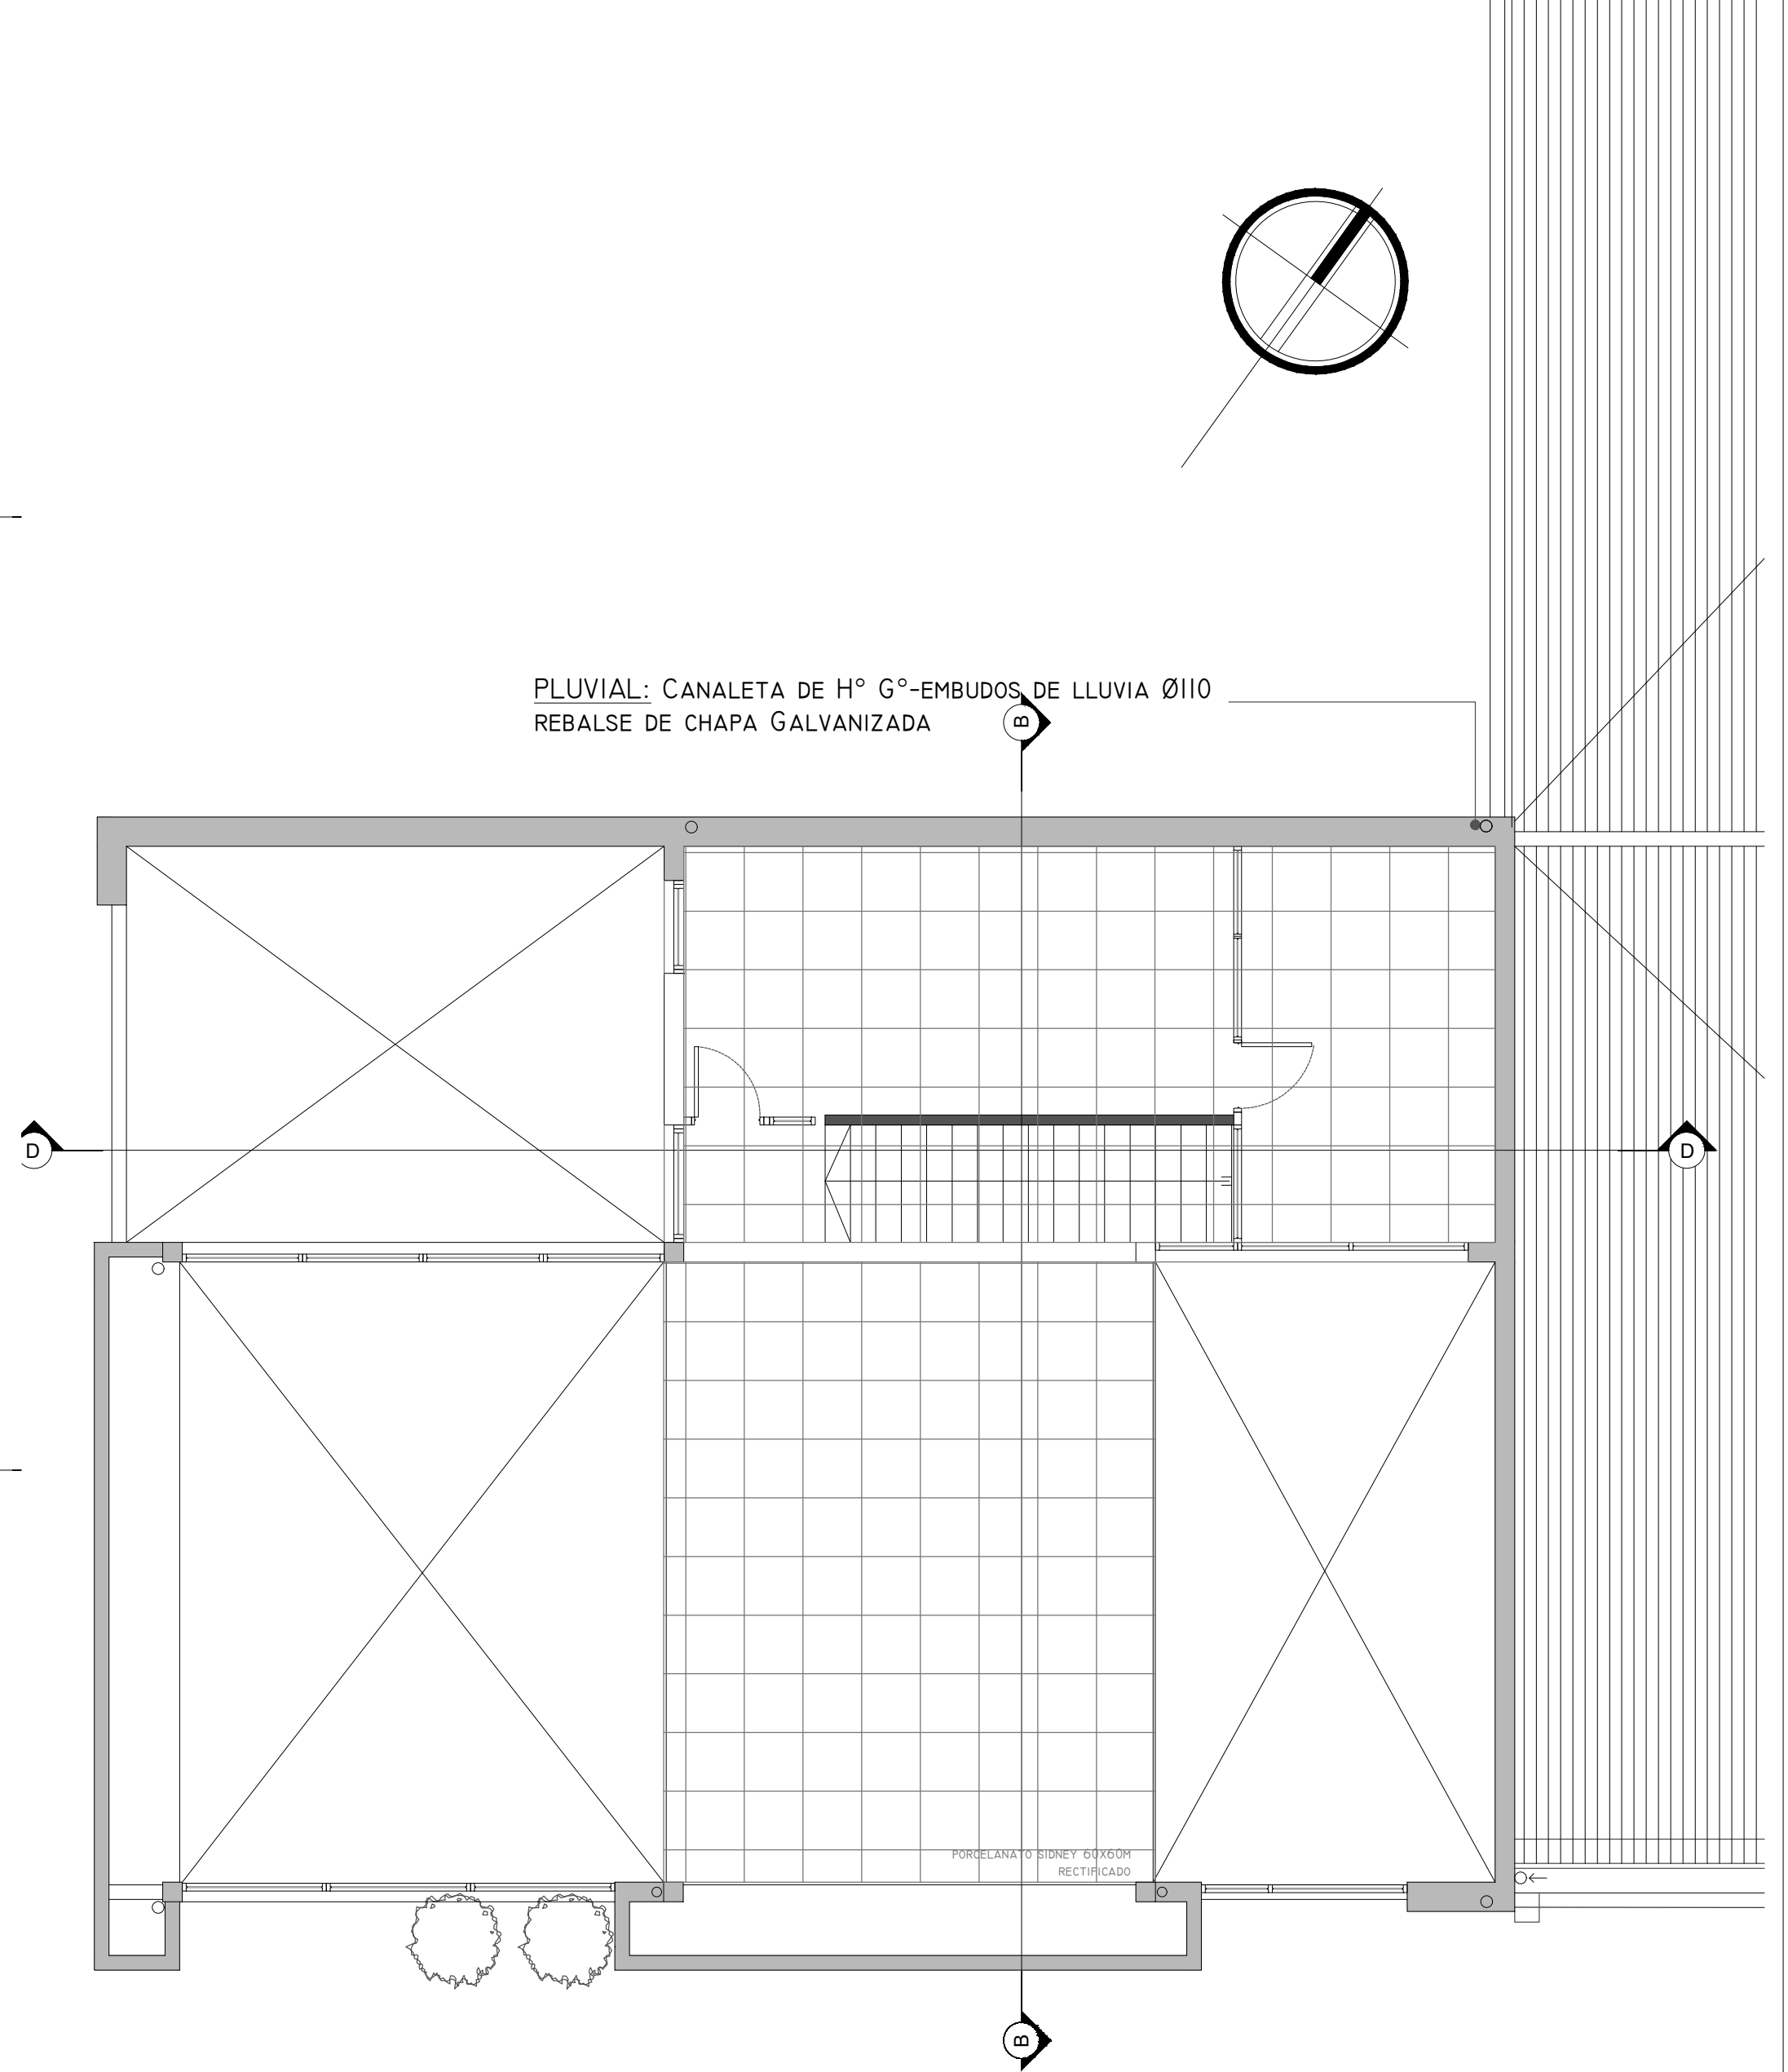 PLUVIAL: CANALETA DE H° G°-EMBUDOS DE LLUVIA Ø110
REBALSE DE CHAPA GALVANIZADA
B
D
D
PORCELANATO SIDNEY 60X60M
RECTIFICADO
B